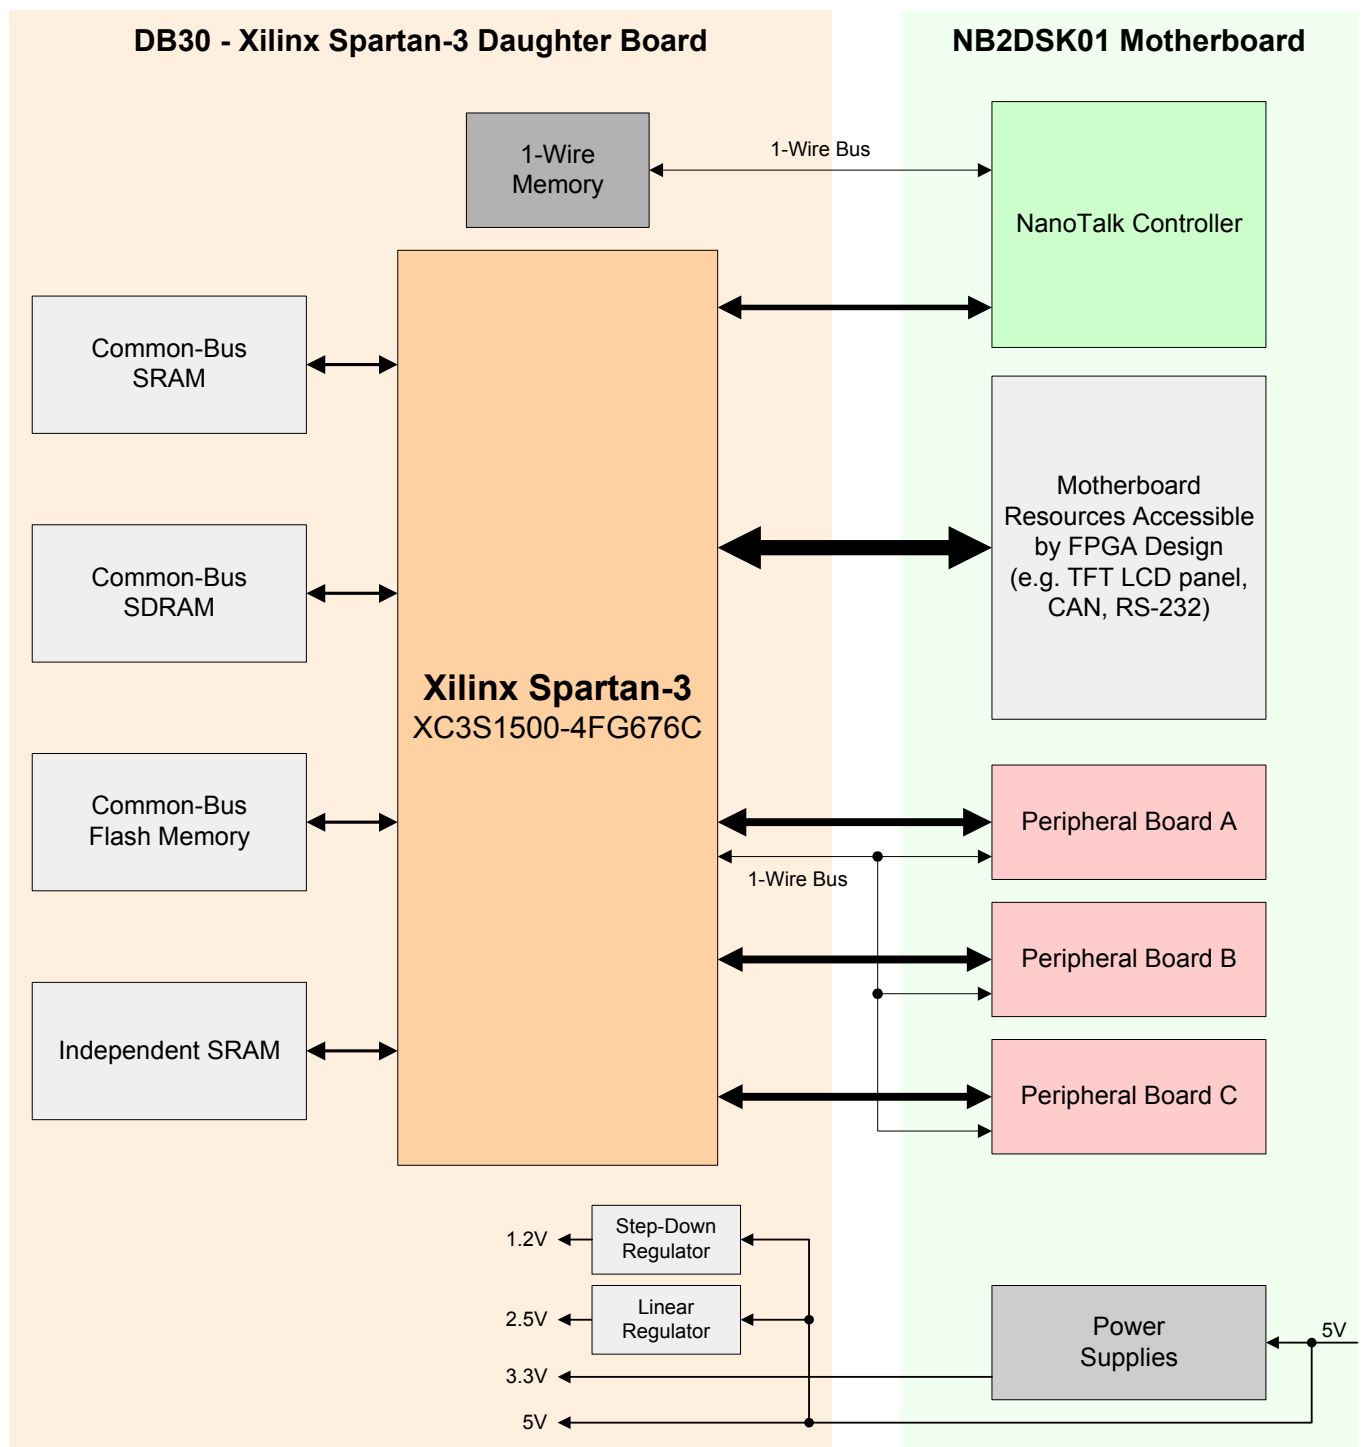 DB30 - Xilinx Spartan-3 Daughter Board
NB2DSK01 Motherboard
1-Wire
Memory
1-Wire Bus
NanoTalk Controller
Common-Bus
SRAM
Motherboard
Resources Accessible
by FPGA Design
(e.g. TFT LCD panel,
CAN, RS-232)
Common-Bus
SDRAM
Xilinx Spartan-3
XC3S1500-4FG676C
Common-Bus
Flash Memory
Peripheral Board A
1-Wire Bus
Peripheral Board B
Independent SRAM
Peripheral Board C
1.2V
Step-Down
Regulator
2.5V
Linear
Regulator
Power
Supplies
5V
3.3V
5V